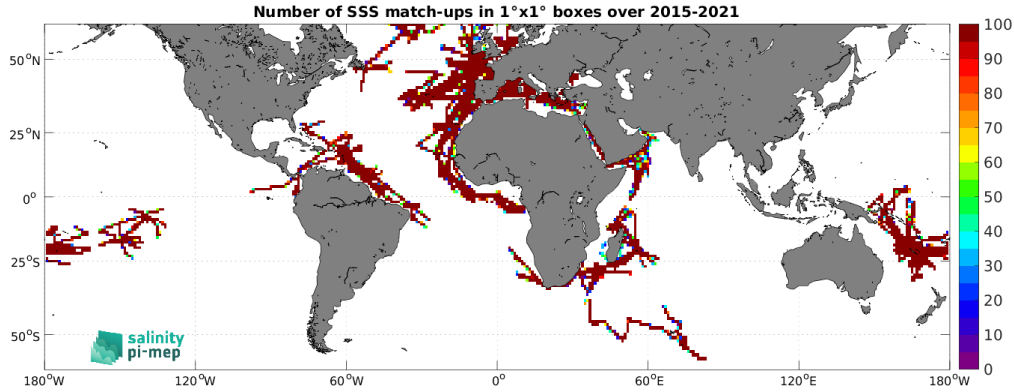 Number of SSS match-ups in 1°x1° boxes over 2015-2021
100
90
80
70
60
50
40
30
20
10
0
50°N
25°N
0°
25°S
50°S
salinity
pi-mep
180°W 120°W 60°W 0° 60°E 120°E 180°W